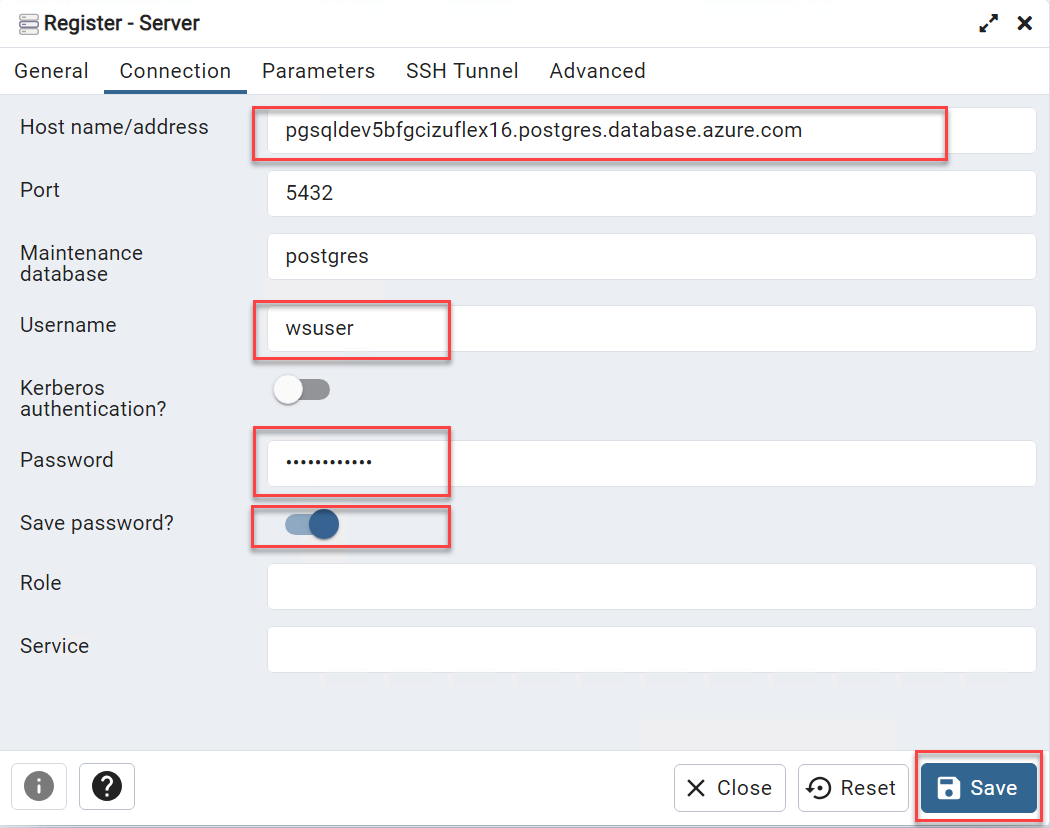 Register - Server
General Connection Parameters SSH Tunnel Advanced
Host name/address pgsqldev5bfgcizuflex16.postgres.database.azure.com
Port 5432
Maintenance
database postgres
Username wsuser
Kerberos
authentication?
Password ••••••••••••
Save password?
Role
Service
Close Reset Save